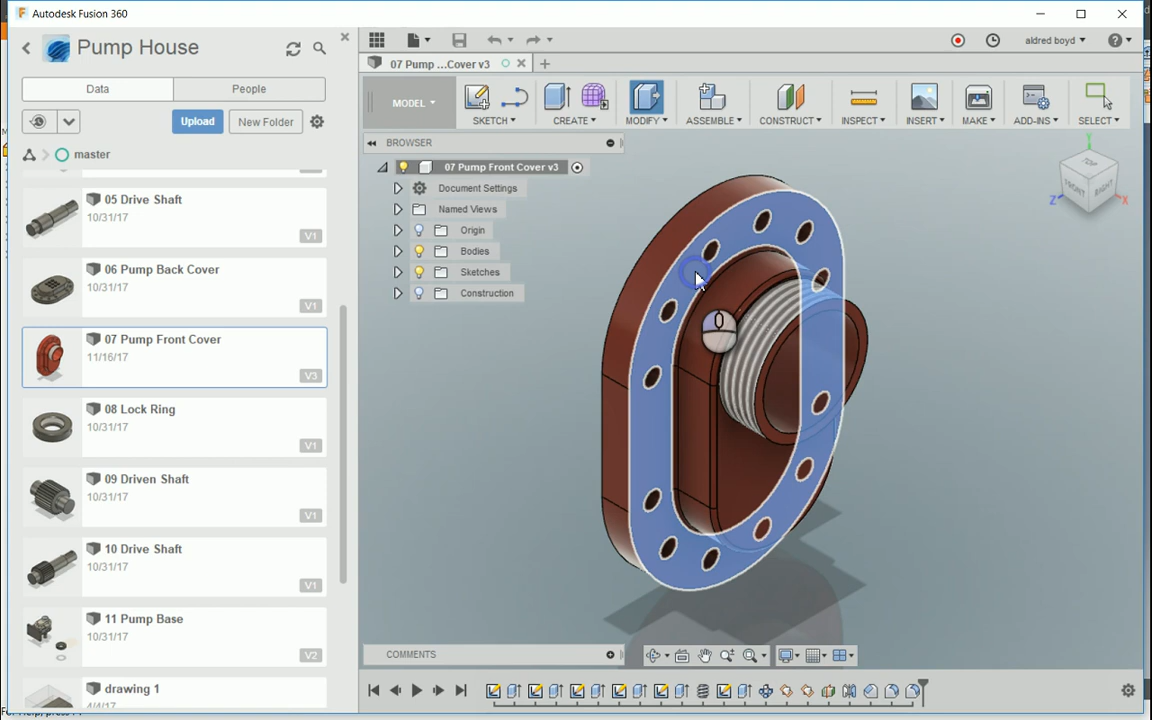 Autodesk Fusion 360
Pump House
Data People
Upload New Folder
master
05 Drive Shaft
10/31/17
V1
06 Pump Back Cover
10/31/17
V1
07 Pump Front Cover
11/16/17
V3
08 Lock Ring
10/31/17
V1
09 Driven Shaft
10/31/17
V1
10 Drive Shaft
10/31/17
V1
11 Pump Base
10/31/17
V2
drawing 1
aldred boyd
07 Pump ...Cover v3
MODEL
SKETCH CREATE MODIFY ASSEMBLE CONSTRUCT INSPECT INSERT MAKE ADD-INS SELECT
BROWSER
07 Pump Front Cover v3
Document Settings
Named Views
Origin
Bodies
Sketches
Construction
TOP
FRONT RIGHT
Y
Z X
COMMENTS